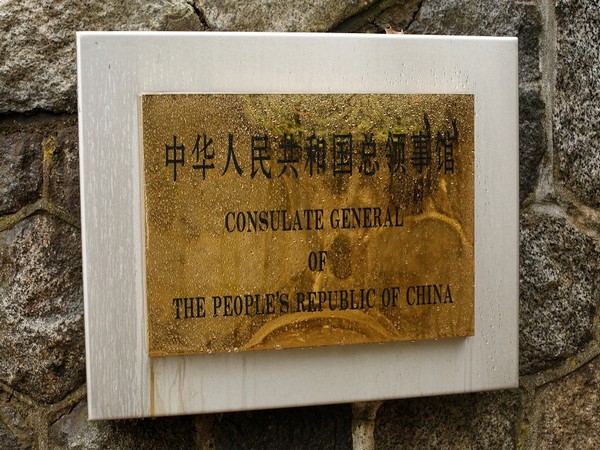 中华人民共和国总领事馆
CONSULATE GENERAL
OF
THE PEOPLE'S REPUBLIC OF CHINA